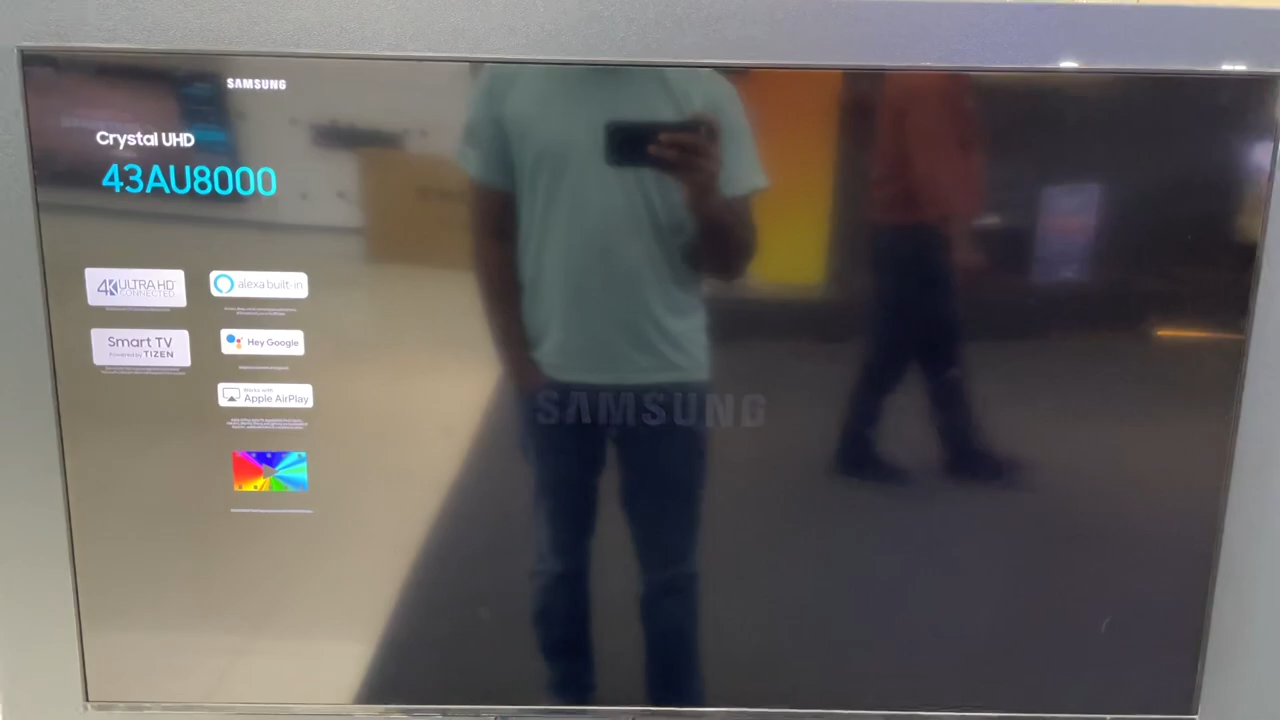 SAMSUNG
Crystal UHD
43AU8000
4K ULTRA HD
CONNECTED
alexa built-in
Smart TV
Powered by TIZEN
Hey Google
Works with
Apple AirPlay
SAMSUNG